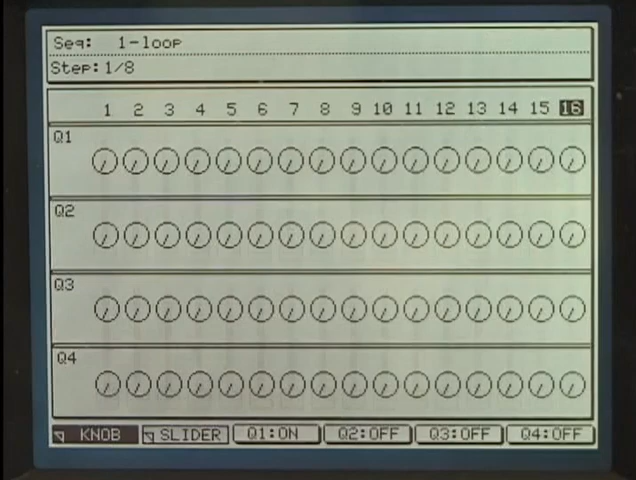 Seq: 1-loop
Step: 1/8
1 2 3 4 5 6 7 8 9 10 11 12 13 14 15 16
Q1
Q2
Q3
Q4
KNOB SLIDER Q1:ON Q2:OFF Q3:OFF Q4:OFF